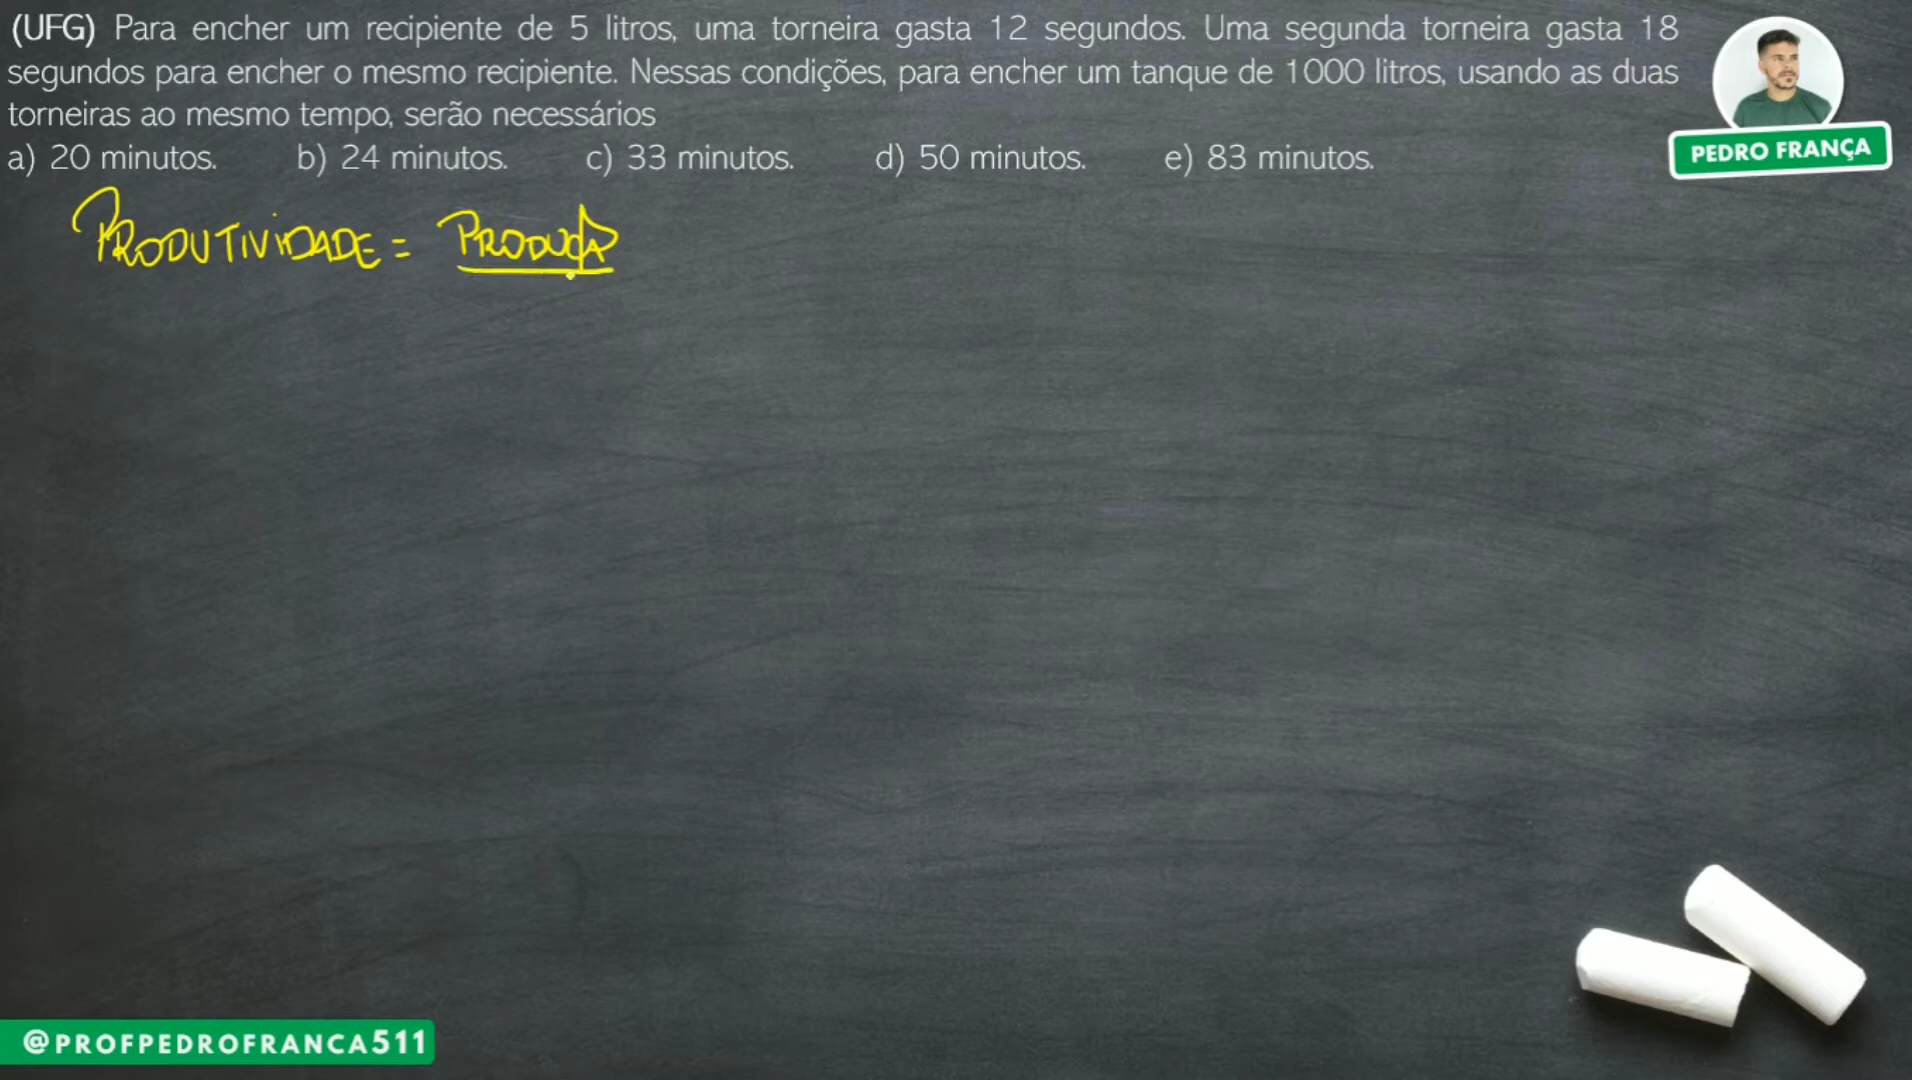 (UFG) Para encher um recipiente de 5 litros, uma torneira gasta 12 segundos. Uma segunda torneira gasta 18
segundos para encher o mesmo recipiente. Nessas condições, para encher um tanque de 1000 litros, usando as duas
torneiras ao mesmo tempo, serão necessários
a) 20 minutos. b) 24 minutos. c) 33 minutos. d) 50 minutos. e) 83 minutos.
PEDRO FRANÇA
PRODUTIVIDADE =
@PROFPEDROFRANCA511